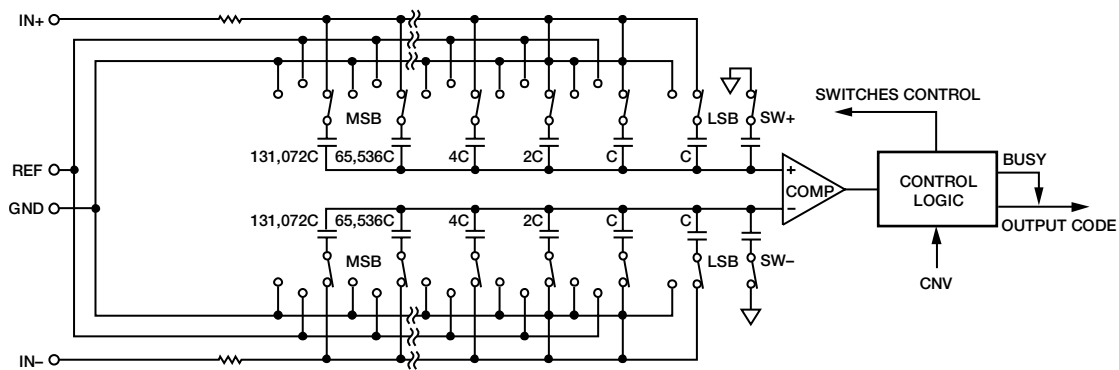 IN+
SWITCHES CONTROL
MSB
LSB
SW+
131,072C
65,536C
4C
2C
C
C
BUSY
REF
+
COMP
CONTROL
LOGIC
GND
–
OUTPUT CODE
131,072C
65,536C
4C
2C
C
C
MSB
LSB
SW–
CNV
IN–